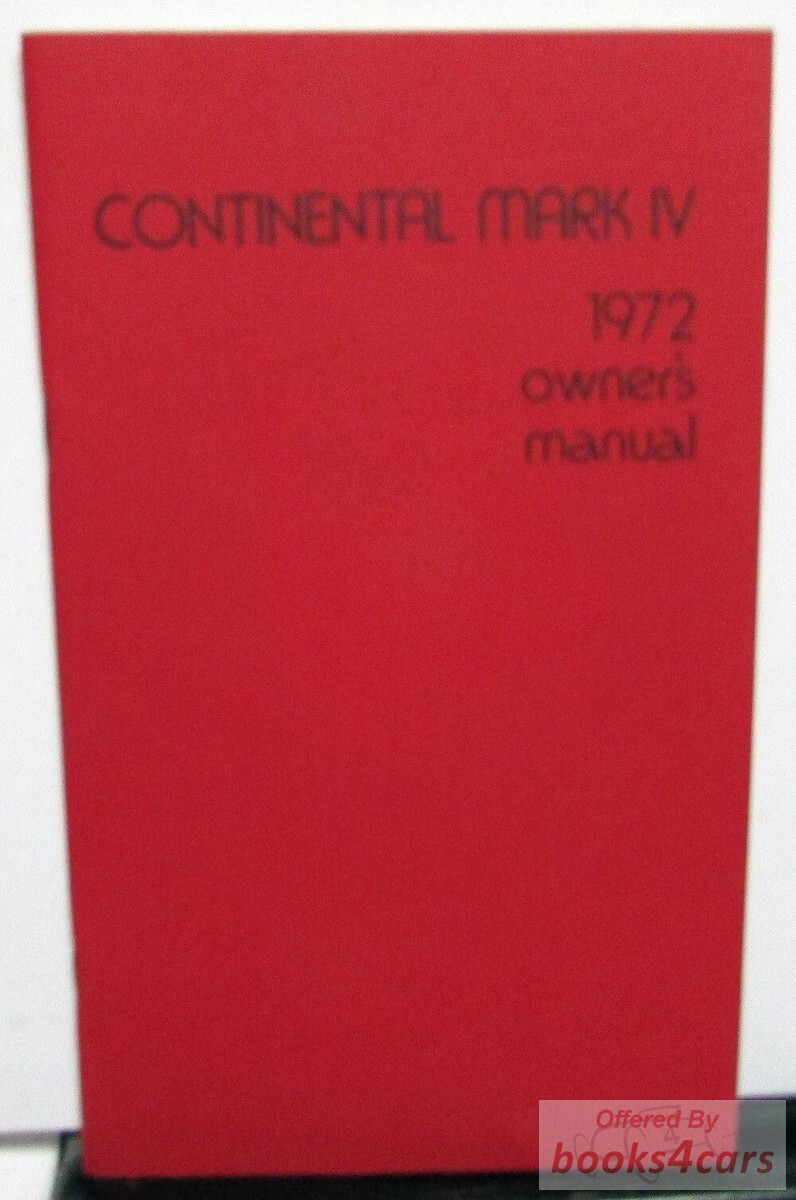 CONTINENTAL MARK IV
1972
owner's
manual
Offered By
books4cars